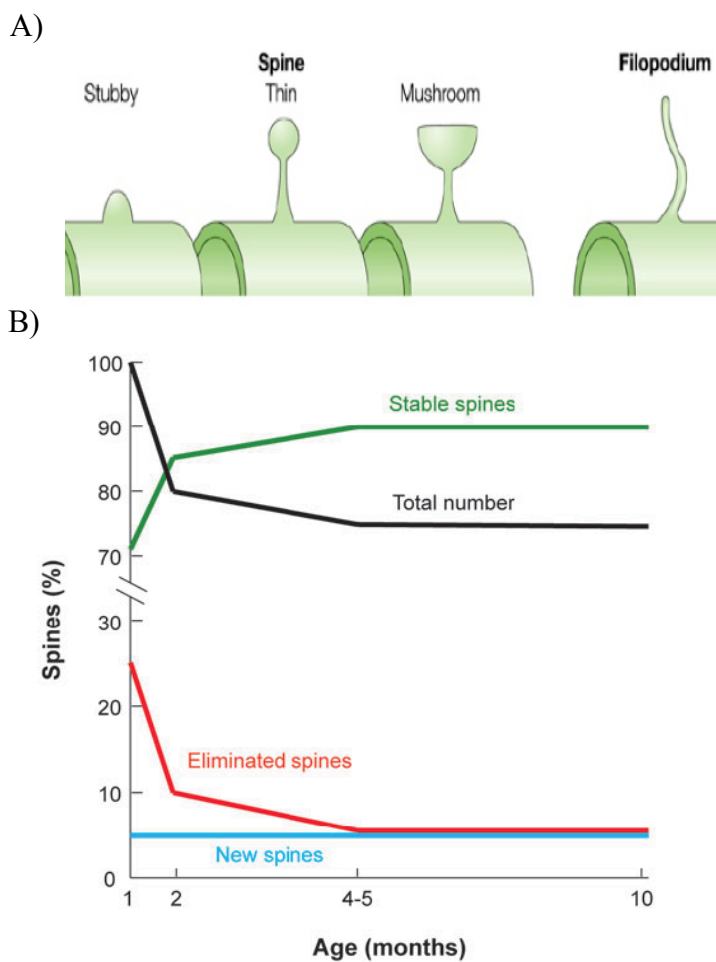 A)
Spine
Filopodium
Stubby
Thin
Mushroom
B)
100
90
80
70
30
20
10
0
Spines (%)
Stable spines
Total number
Eliminated spines
New spines
1
2
4-5
10
Age (months)